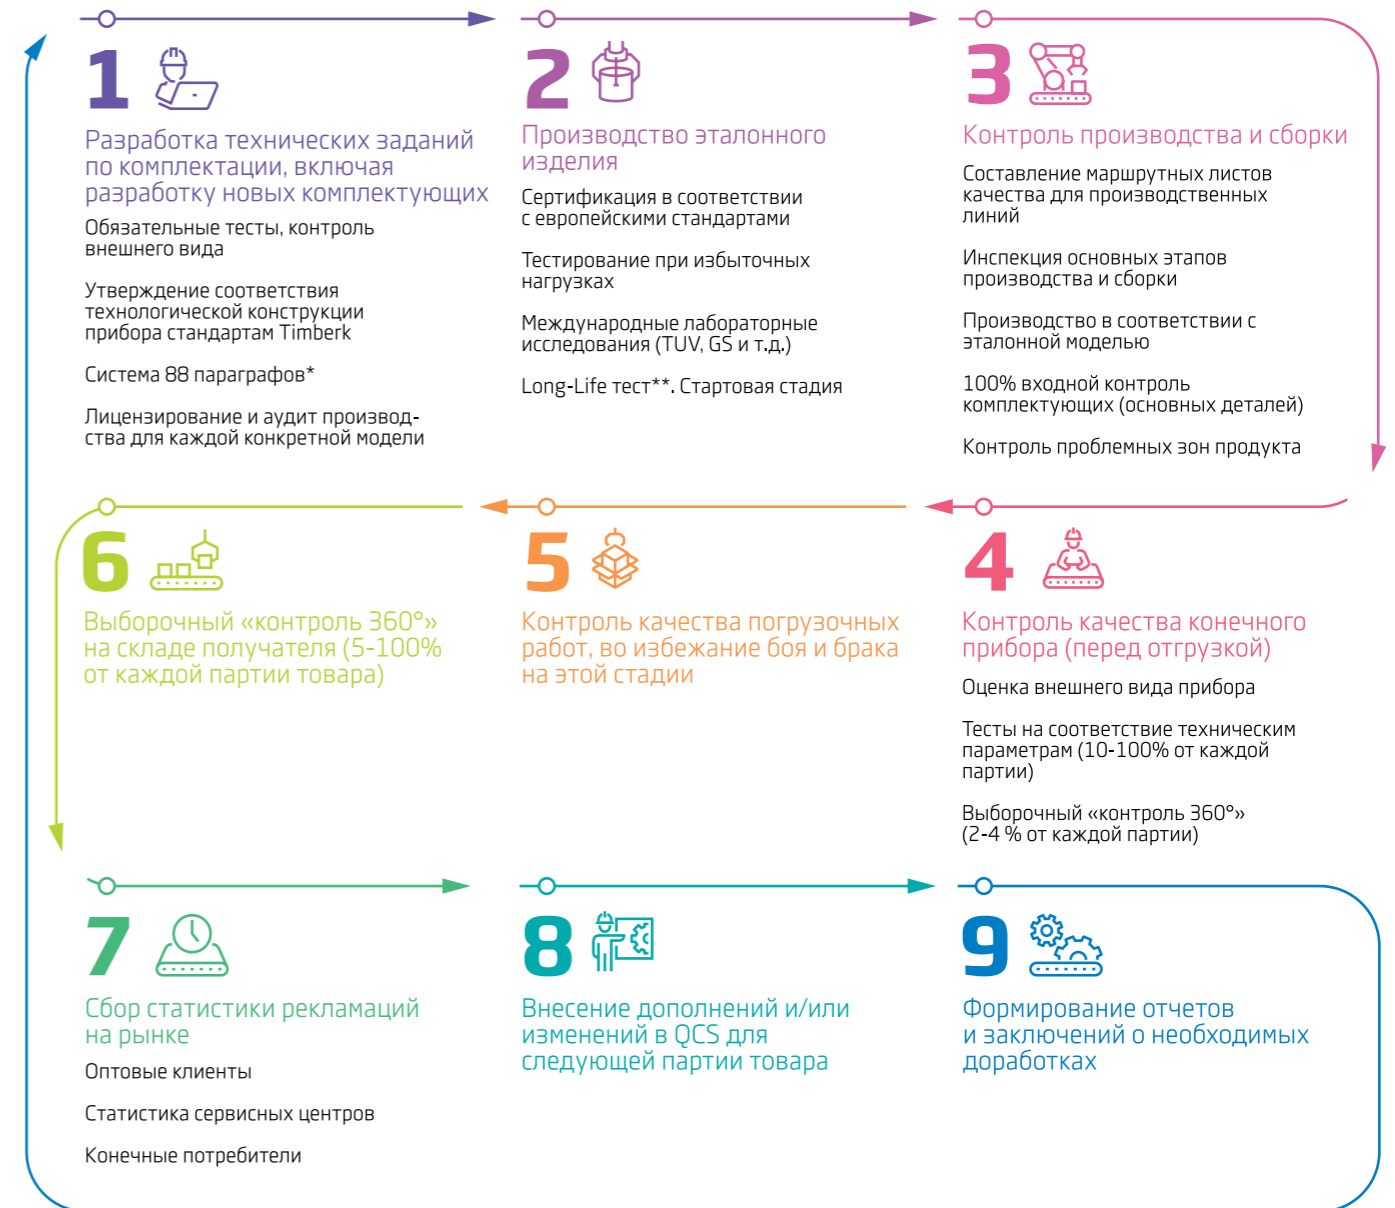 1
Разработка технических заданий
по комплектации, включая
разработку новых комплектующих
Обязательные тесты, контроль
внешнего вида
Утверждение соответствия
технологической конструкции
прибора стандартам Timberk
Система 88 параграфов*
Лицензирование и аудит производ-
ства для каждой конкретной модели
2
Производство эталонного
изделия
Сертификация в соответствии
с европейскими стандартами
Тестирование при избыточных
нагрузках
Международные лабораторные
исследования (TUV, GS и т.д.)
Long-Life тест**. Стартовая стадия
3
Контроль производства и сборки
Составление маршрутных листов
качества для производственных
линий
Инспекция основных этапов
производства и сборки
Производство в соответствии с
эталонной моделью
100% входной контроль
комплектующих (основных деталей)
Контроль проблемных зон продукта
4
Контроль качества конечного
прибора (перед отгрузкой)
Оценка внешнего вида прибора
Тесты на соответствие техническим
параметрам (10-100% от каждой
партии)
Выборочный «контроль 360°»
(2-4 % от каждой партии)
5
Контроль качества погрузочных
работ, во избежание боя и брака
на этой стадии
6
Выборочный «контроль 360°»
на складе получателя (5-100%
от каждой партии товара)
7
Сбор статистики рекламаций
на рынке
Оптовые клиенты
Статистика сервисных центров
Конечные потребители
8
Внесение дополнений и/или
изменений в QCS для
следующей партии товара
9
Формирование отчетов
и заключений о необходимых
доработках